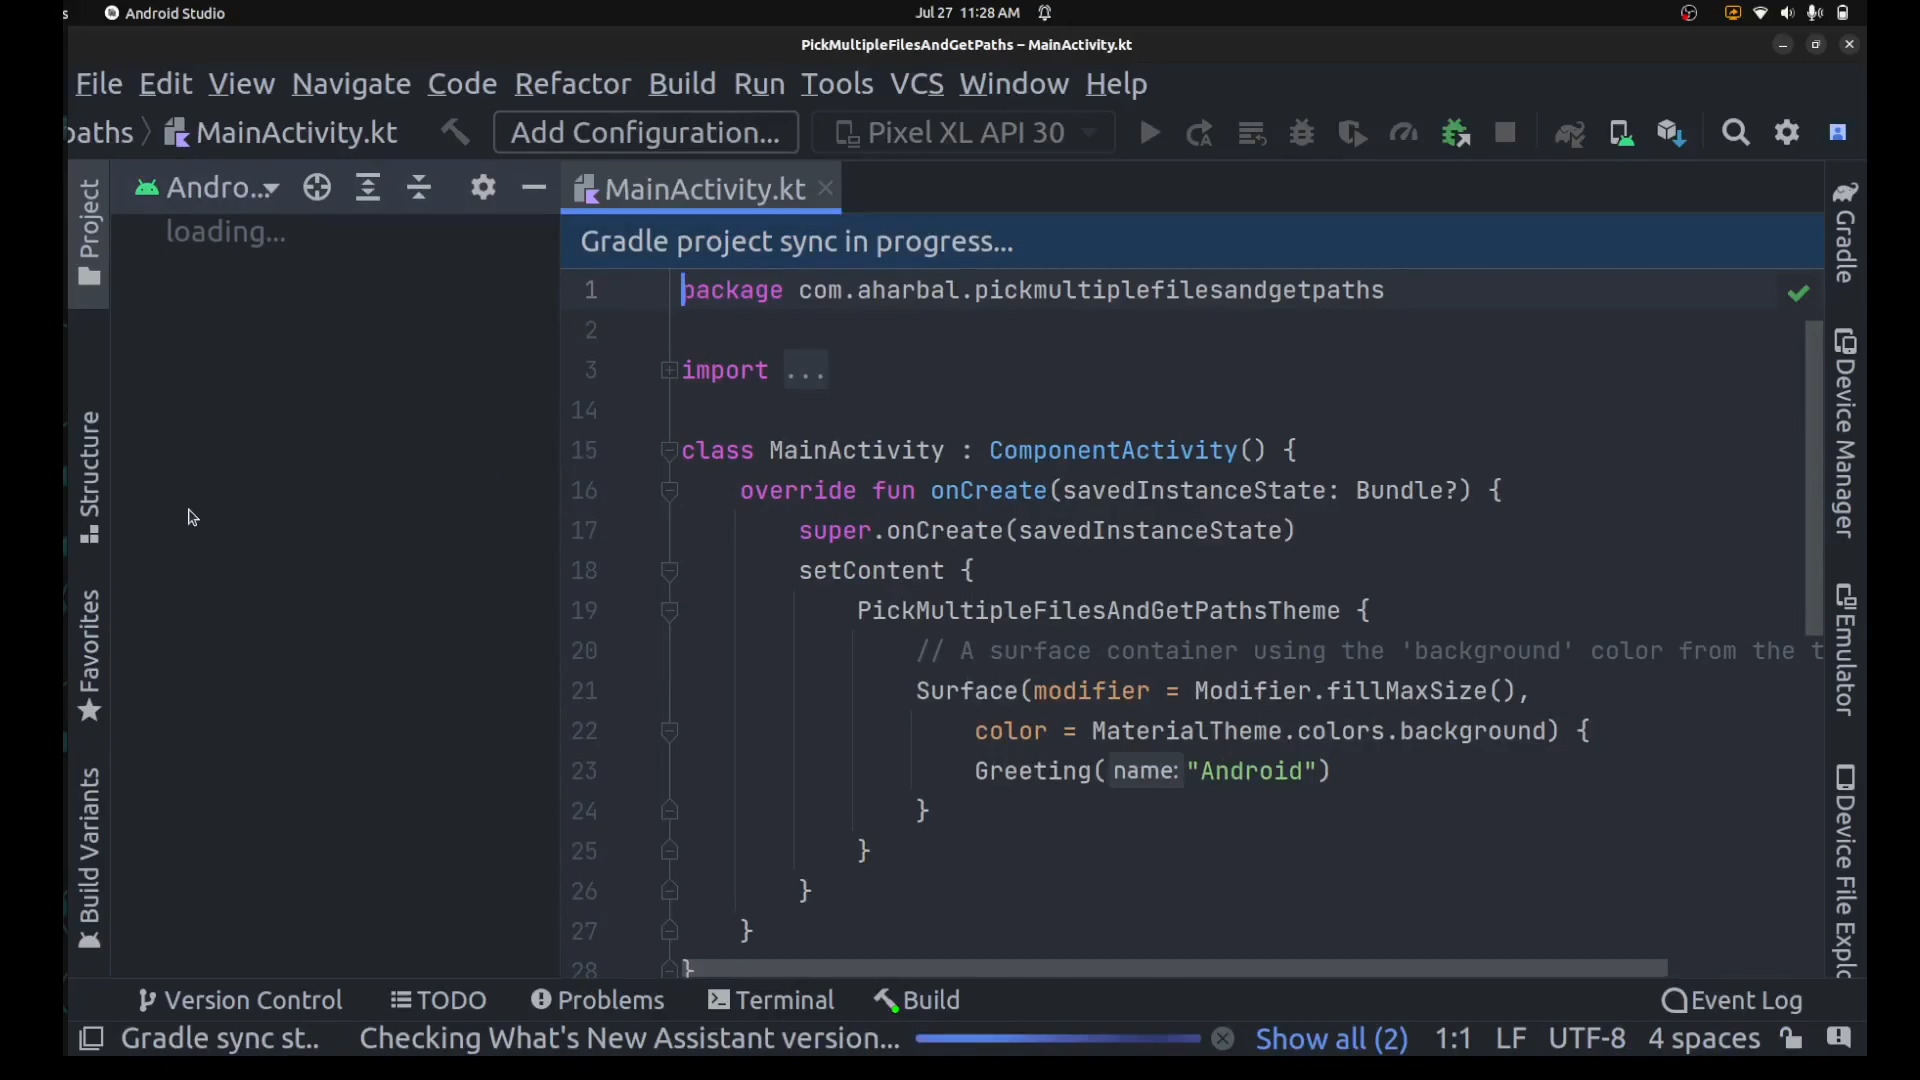 Android Studio
Jul 27 11:28 AM
PickMultipleFilesAndGetPaths – MainActivity.kt
File Edit View Navigate Code Refactor Build Run Tools VCS Window Help
paths MainActivity.kt Add Configuration... Pixel XL API 30
Andro...
MainActivity.kt
loading...
Gradle project sync in progress...
1 package com.aharbal.pickmultiplefilesandgetpaths
2
3 import ...
14
15 class MainActivity : ComponentActivity() {
16 override fun onCreate(savedInstanceState: Bundle?) {
17 super.onCreate(savedInstanceState)
18 setContent {
19 PickMultipleFilesAndGetPathsTheme {
20 // A surface container using the 'background' color from the t
21 Surface(modifier = Modifier.fillMaxSize(),
22 color = MaterialTheme.colors.background) {
23 Greeting( name: "Android")
24 }
25 }
26 }
27 }
28 }
Project
Structure
Favorites
Build Variants
Gradle
Device Manager
Emulator
Device File Explo
Version Control TODO Problems Terminal Build Event Log
Gradle sync st.. Checking What's New Assistant version... Show all (2) 1:1 LF UTF-8 4 spaces